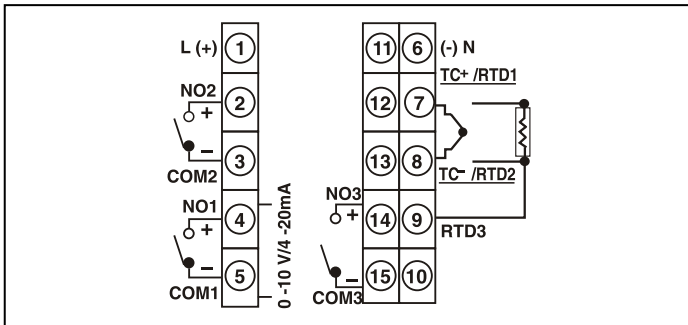 L (+) 1 11 6 (-) N
TC+ /RTD1
NO2 2 12 7
+
–
3 13 8
COM2 TC– /RTD2
NO1 NO3
+ 4 + 14 9
RTD3
– 5 – 15 10
COM1 COM3
0 -10 V/4 -20mA